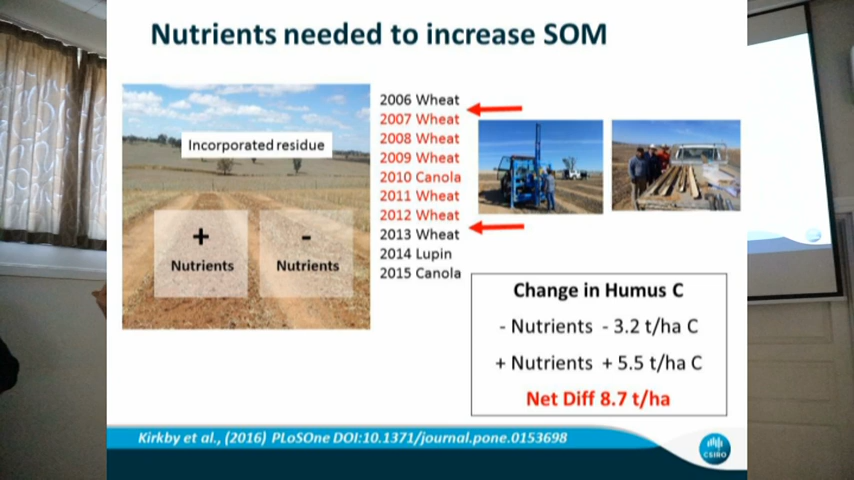 Nutrients needed to increase SOM
Incorporated residue
+
Nutrients
-
Nutrients
2006 Wheat
2007 Wheat
2008 Wheat
2009 Wheat
2010 Canola
2011 Wheat
2012 Wheat
2013 Wheat
2014 Lupin
2015 Canola
Change in Humus C
- Nutrients - 3.2 t/ha C
+ Nutrients + 5.5 t/ha C
Net Diff 8.7 t/ha
Kirkby et al., (2016) PLoSOne DOI:10.1371/journal.pone.0153698
CSIRO